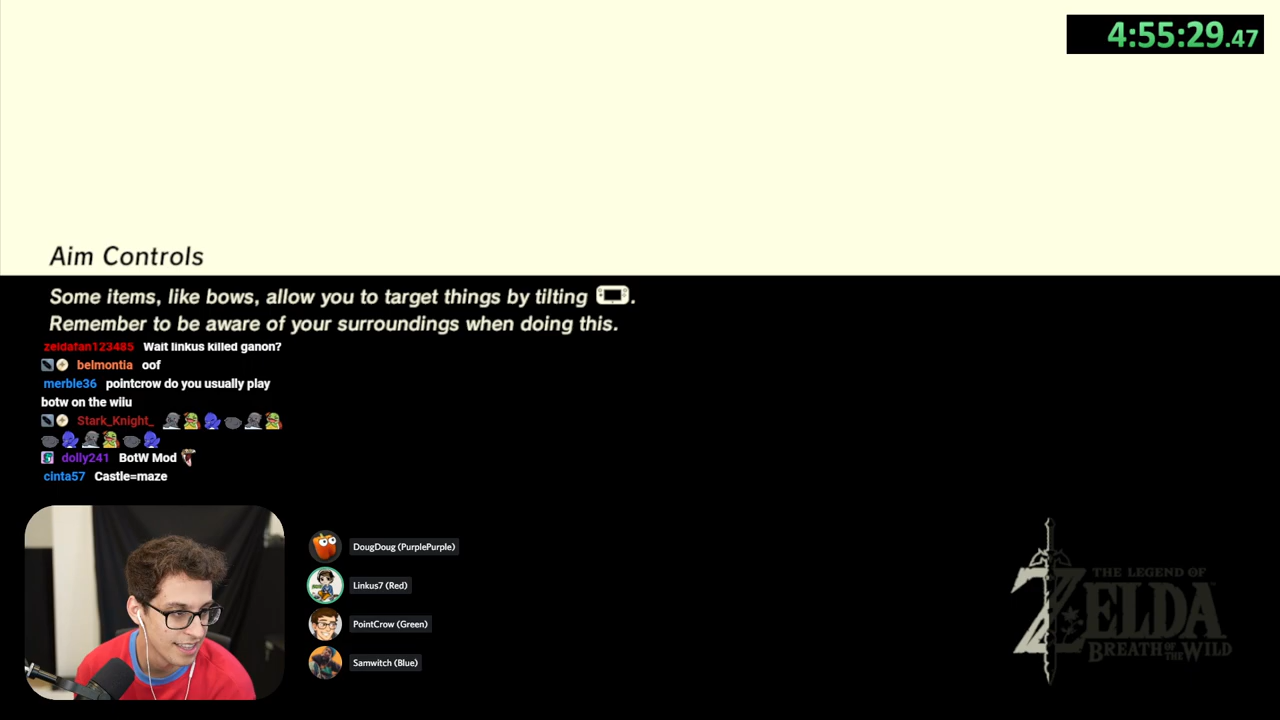 4:55:29.47
Aim Controls
Some items, like bows, allow you to target things by tilting .
Remember to be aware of your surroundings when doing this.
zeldafan123485 Wait linkus killed ganon?
belmontia oof
merble36 pointcrow do you usually play
botw on the wiiu
Stark_Knight_
dolly241 BotW Mod
cinta57 Castle=maze
DougDoug (PurplePurple)
Linkus7 (Red)
PointCrow (Green)
Samwitch (Blue)
THE LEGEND OF
ZELDA
BREATH OF THE WILD